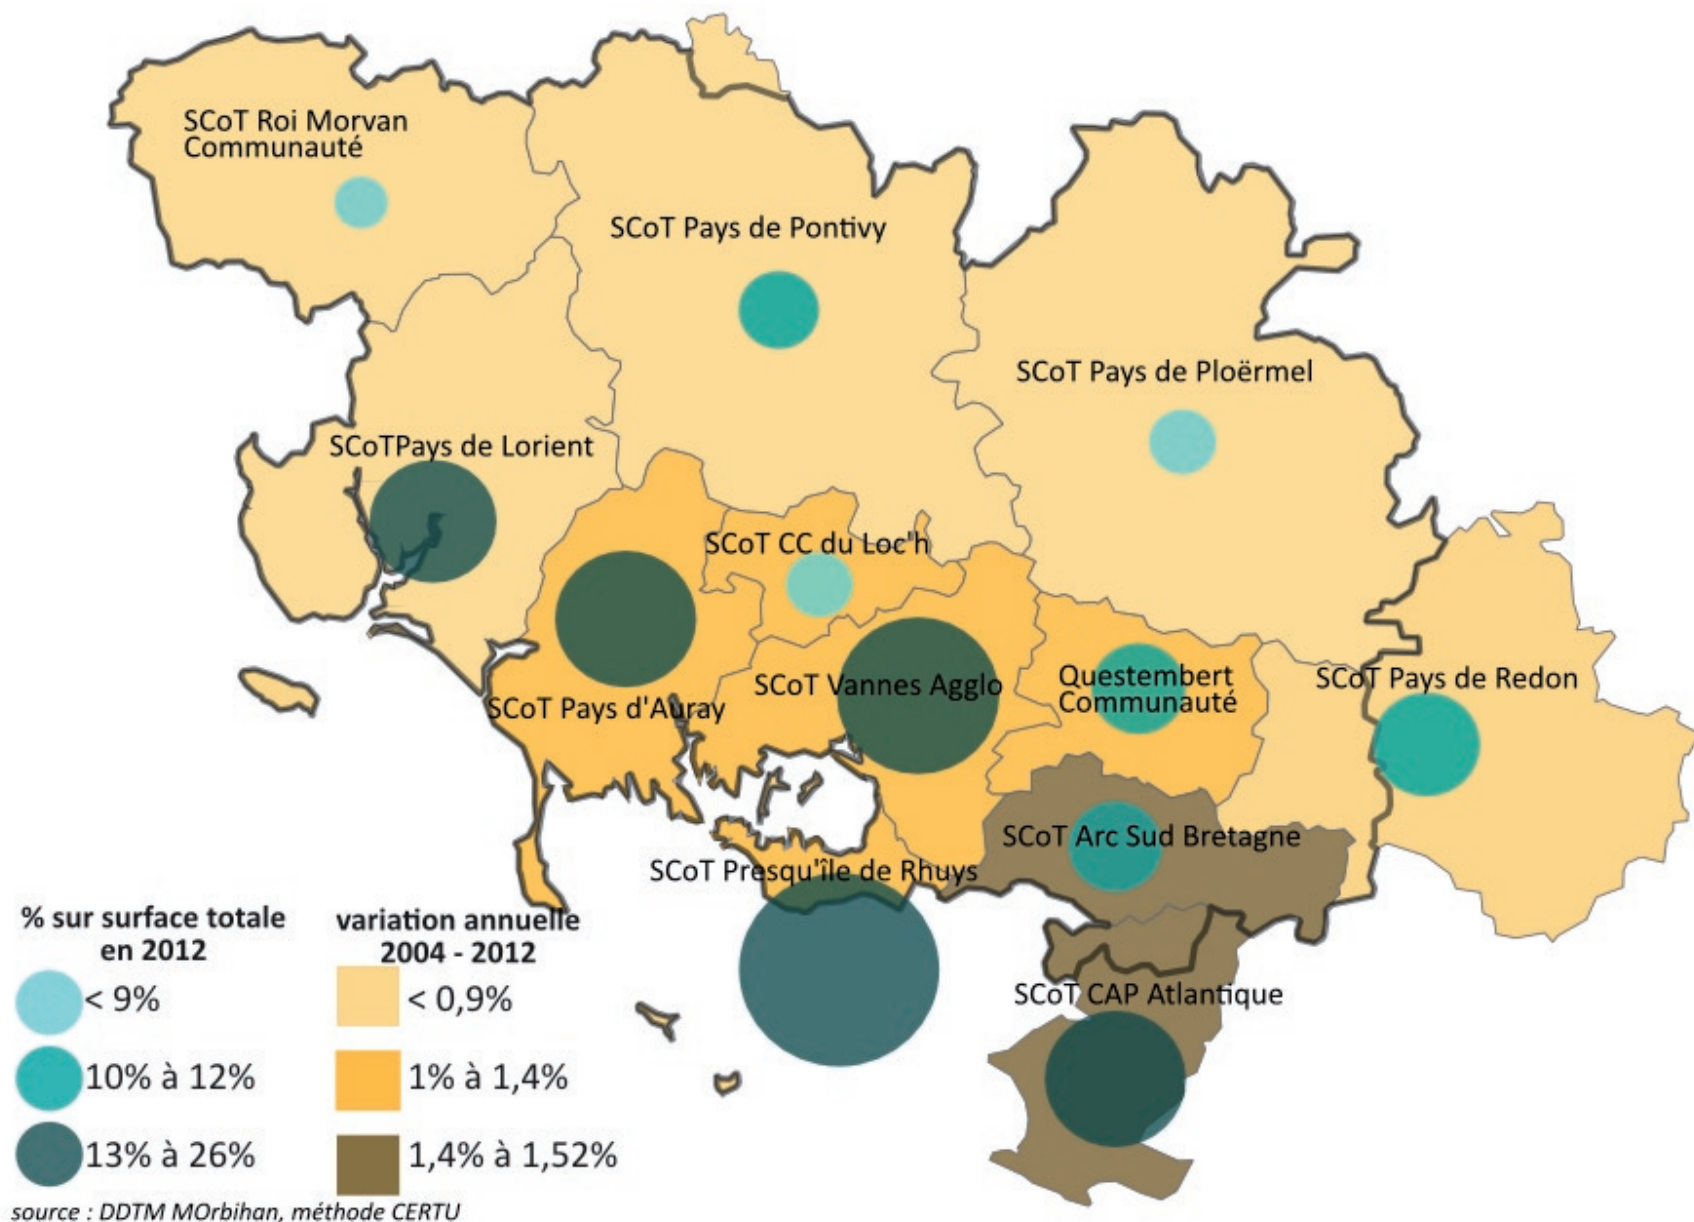 SCoT Roi Morvan
Communauté
SCoT Pays de Pontivy
SCoT Pays de Ploërmel
SCoTPays de Lorient
SCoT CC du Loc'h
SCoT Pays d'Auray
SCoT Vannes Agglo
Questembert
Communauté
SCoT Pays de Redon
SCoT Arc Sud Bretagne
SCoT Presqu'île de Rhuys
SCoT CAP Atlantique
% sur surface totale
en 2012
< 9%
10% à 12%
13% à 26%
variation annuelle
2004 - 2012
< 0,9%
1% à 1,4%
1,4% à 1,52%
source : DDTM MOrbihan, méthode CERTU